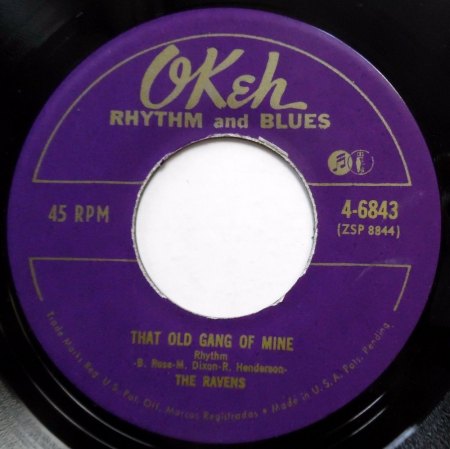 OKeh
RHYTHM and BLUES
45 RPM
4-6843
(ZSP 8844)
THAT OLD GANG OF MINE
Rhythm
-B. Rose-M. Dixon-R. Henderson-
THE RAVENS
Trade Marks Reg. U.S. Pat. Off. Marcas Registradas • Made in U.S.A. Pats. Pending